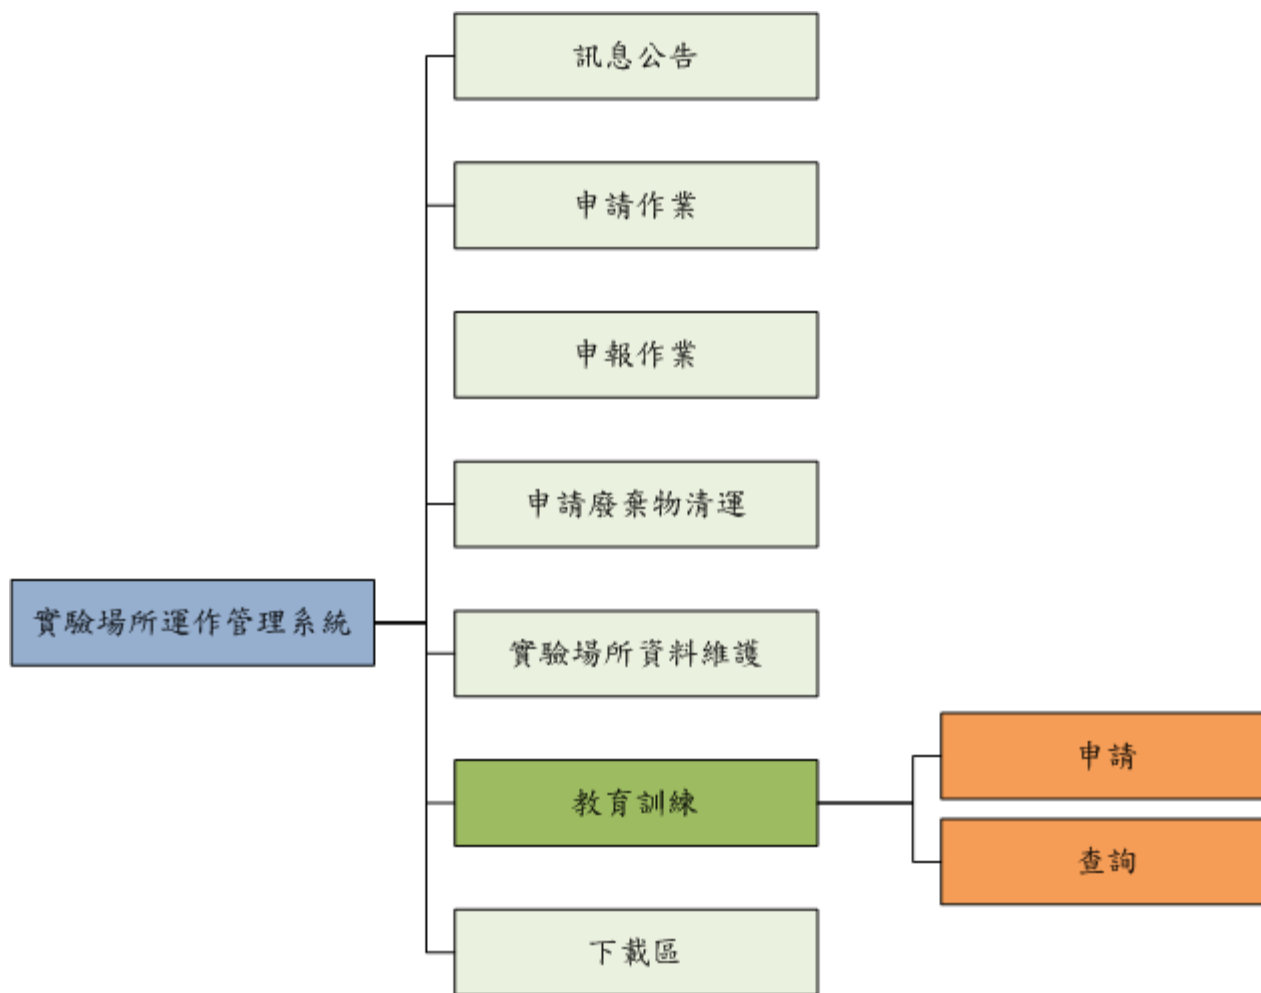 訊息公告
申請作業
申報作業
申請廢棄物清運
實驗場所運作管理系統
實驗場所資料維護
教育訓練
申請
查詢
下載區